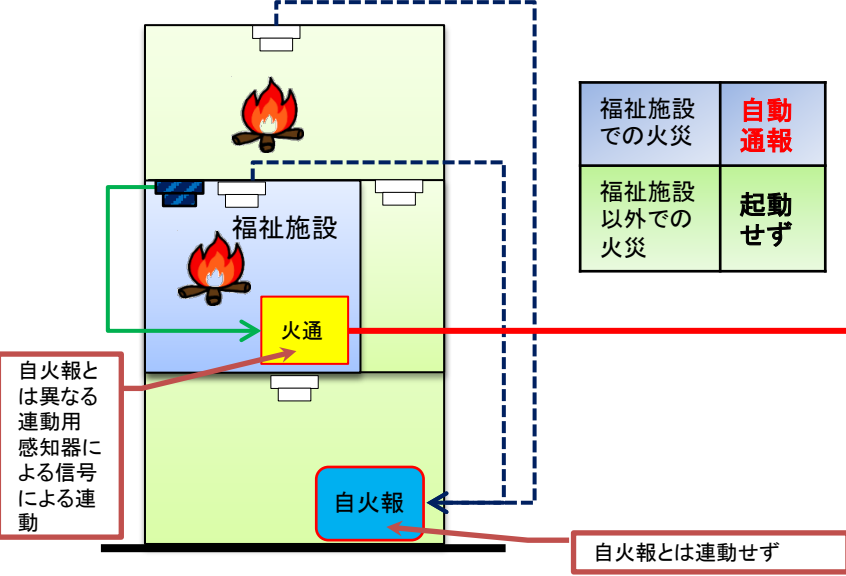 福祉施設
での火災
自動
通報
福祉施設
以外での
火災
起動
せず
福祉施設
火通
自火報と
は異なる
連動用
感知器に
よる信号
による連
動
自火報
自火報とは連動せず